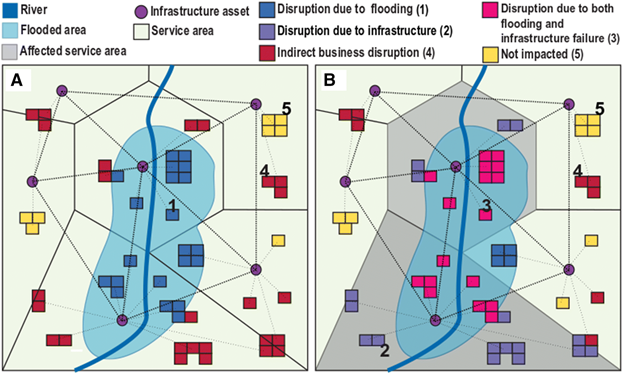 River
Flooded area
Affected service area
Infrastructure asset
Service area
Disruption due to flooding (1)
Disruption due to infrastructure (2)
Indirect business disruption (4)
Disruption due to both
flooding and
infrastructure failure (3)
Not impacted (5)
A
5
4
1
B
5
4
3
2